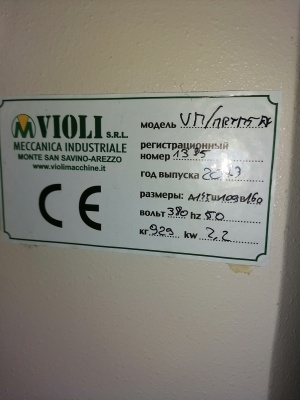 VIOLI S.R.L.
MECCANICA INDUSTRIALE
MONTE SAN SAVINO-AREZZO
www.violimacchine.it
CE
модель
регистрационный
номер 1375
год выпуска
размеры:
вольт 380 hz 50
кг 929 kw 2,2